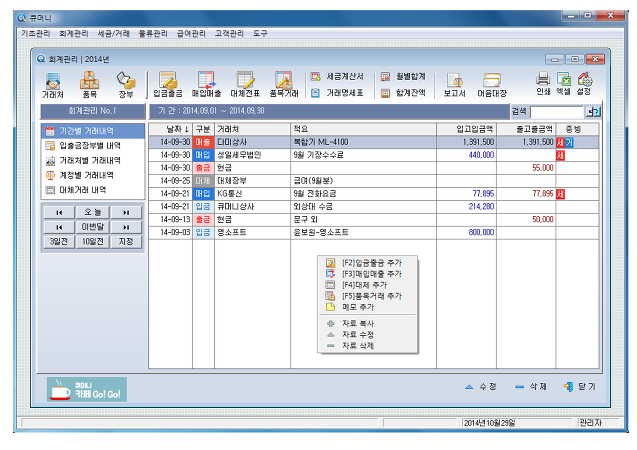 큐머니
기초관리 회계관리 세금/거래 물류관리 급여관리 고객관리 도구
회계관리 | 2014년
거래처 품목 장부 입금출금 매입매출 대체전표 품목거래 세금계산서 거래명세표 월별합계 합계잔액 보고서 어음대장 인쇄 엑셀 설정
회계관리 No.1
기 간 : 2014.09.01 ~ 2014.09.30
검색
기간별 거래내역
입출금장부별 내역
거래처별 거래내역
계정별 거래내역
대체거래 내역
오 늘
이번달
3일전 10일전 지정
날짜 ↓ 구분 거래처 적요 입고입금액 출고출금액 증 빙
14-09-30 매출 대미상사 복합기 ML-4100 1,391,500 1,391,500 세 거
14-09-30 매입 성일세무법인 9월 기장수수료 440,000 세
14-09-30 출금 현금 55,000
14-09-25 대체 대체장부 급여(9월분)
14-09-21 매입 KG통신 9월 전화요금 77,895 77,895 세
14-09-21 입금 큐머니상사 외상대 수금 214,280
14-09-13 출금 현금 문구 외 50,000
14-09-03 입금 영소프트 윤보원-영소프트 800,000
[F2]입금출금 추가
[F3]매입매출 추가
[F4]대체 추가
[F5]품목거래 추가
메모 추가
자료 복사
자료 수정
자료 삭제
큐머니
카페 Go! Go!
수 정 삭 제 닫 기
2014년10월29일 관리자